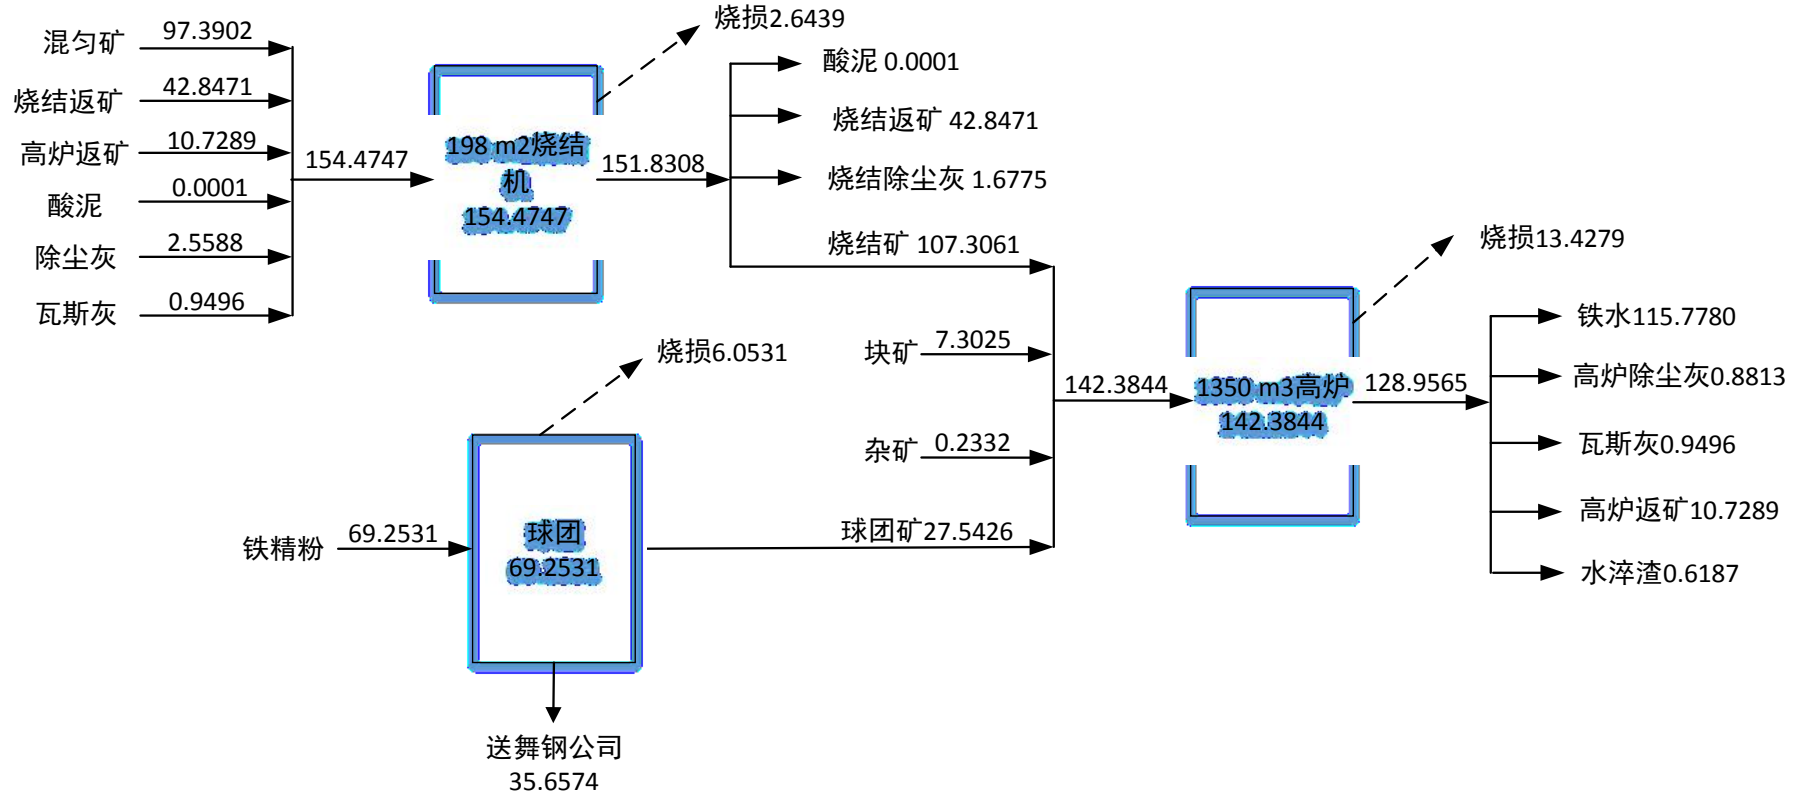 混匀矿 97.3902
烧结返矿 42.8471
高炉返矿 10.7289
酸泥 0.0001
除尘灰 2.5588
瓦斯灰 0.9496
154.4747
198 m2烧结
机
154.4747
烧损2.6439
151.8308
酸泥 0.0001
烧结返矿 42.8471
烧结除尘灰 1.6775
烧结矿 107.3061
块矿 7.3025
杂矿 0.2332
球团矿27.5426
铁精粉 69.2531
球团
69.2531
烧损6.0531
送舞钢公司
35.6574
142.3844
1350 m3高炉
142.3844
烧损13.4279
128.9565
铁水115.7780
高炉除尘灰0.8813
瓦斯灰0.9496
高炉返矿10.7289
水淬渣0.6187